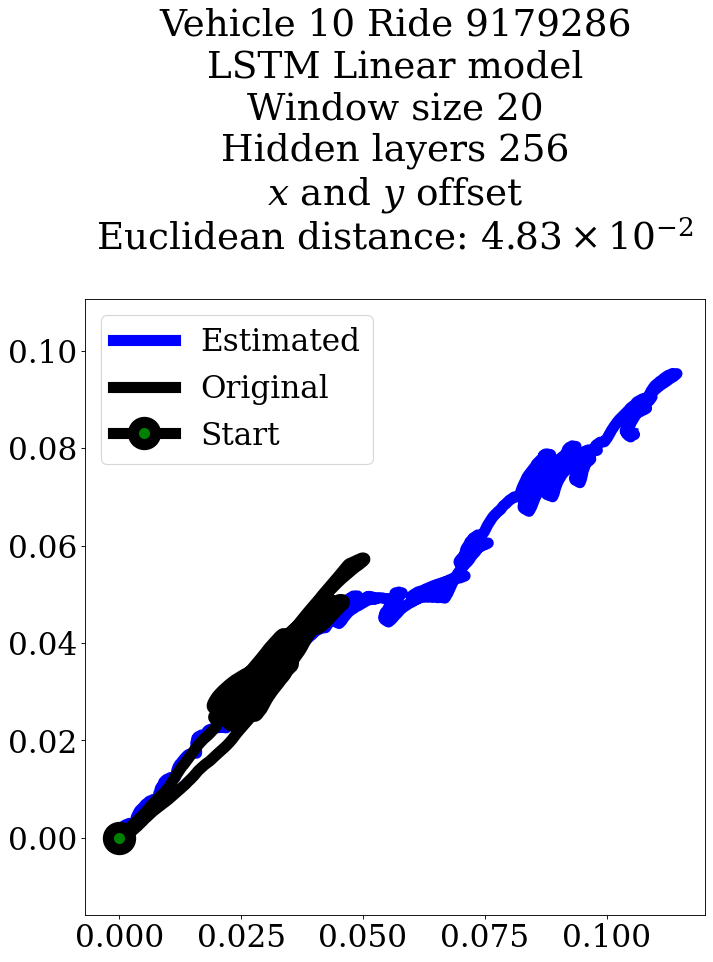 Vehicle 10 Ride 9179286
LSTM Linear model
Window size 20
Hidden layers 256
x and y offset
Euclidean distance: 4.83 × 10⁻²
Estimated
Original
Start
0.10
0.08
0.06
0.04
0.02
0.00
0.000 0.025 0.050 0.075 0.100